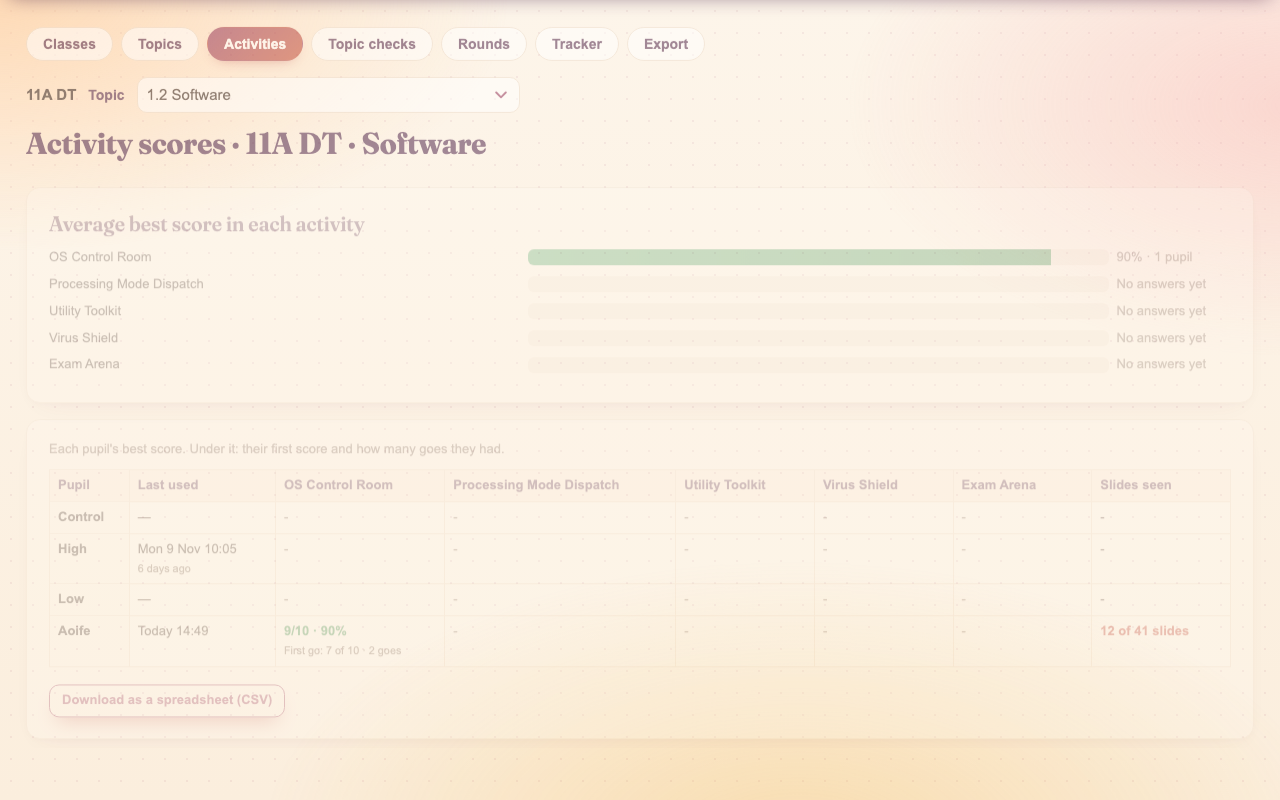 Classes Topics Activities Topic checks Rounds Tracker Export
11A DT Topic 1.2 Software
Activity scores · 11A DT · Software
Average best score in each activity
OS Control Room 90% · 1 pupil
Processing Mode Dispatch No answers yet
Utility Toolkit No answers yet
Virus Shield No answers yet
Exam Arena No answers yet
Each pupil's best score. Under it: their first score and how many goes they had.
Pupil Last used OS Control Room Processing Mode Dispatch Utility Toolkit Virus Shield Exam Arena Slides seen
Control — - - - - - -
High Mon 9 Nov 10:05 - - - - - -
6 days ago
Low — - - - - - -
Aoife Today 14:49 9/10 · 90% - - - - 12 of 41 slides
First go: 7 of 10 · 2 goes
Download as a spreadsheet (CSV)